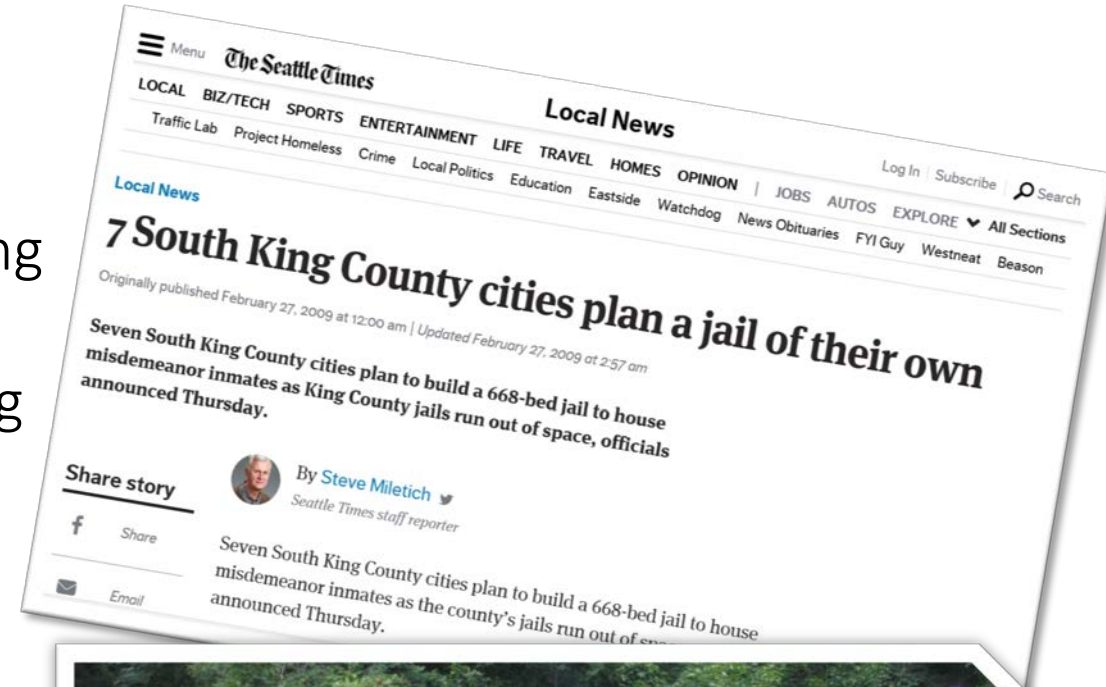 Menu The Seattle Times
Local News
Log In Subscribe Search
LOCAL BIZ/TECH SPORTS ENTERTAINMENT LIFE TRAVEL HOMES OPINION | JOBS AUTOS EXPLORE All Sections
Traffic Lab Project Homeless Crime Local Politics Education Eastside Watchdog News Obituaries FYI Guy Westneat Beason
Local News
7 South King County cities plan a jail of their own
Originally published February 27, 2009 at 12:00 am | Updated February 27, 2009 at 2:57 am
Seven South King County cities plan to build a 668-bed jail to house
misdemeanor inmates as King County jails run out of space, officials
announced Thursday.
Share story
Share
Email
By Steve Miletich
Seattle Times staff reporter
Seven South King County cities plan to build a 668-bed jail to house
misdemeanor inmates as the county's jails run out of
announced Thursday.